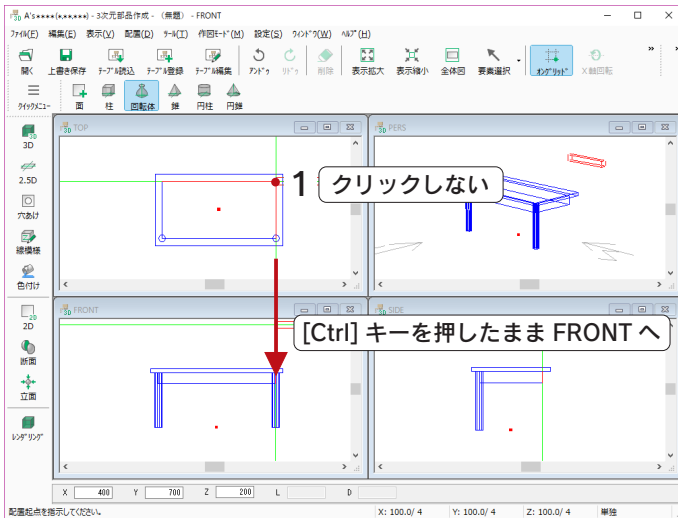 A's****(*.***,***) - 3次元部品作成 - (無題) - FRONT
ファイル(F) 編集(E) 表示(V) 配置(D) ツール(T) 作図モード(M) 設定(S) ウインドウ(W) ヘルプ(H)
開く 上書き保存 テーブル読込 テーブル登録 テーブル編集 アンドゥ リドゥ 削除 表示拡大 表示縮小 全体図 要素選択 オングリッド X軸回転 »
クイックメニュー 面 柱 回転体 錐 円柱 円錐
3D
2.5D
穴あけ
線模様
色付け
2D
断面
立面
レンダリング
TOP
PERS
1 クリックしない
FRONT
SIDE
[Ctrl] キーを押したまま FRONT へ
X 400 Y 700 Z 200 L D
配置起点を指示してください。 X: 100.0/ 4 Y: 100.0/ 4 Z: 100.0/ 4 単独